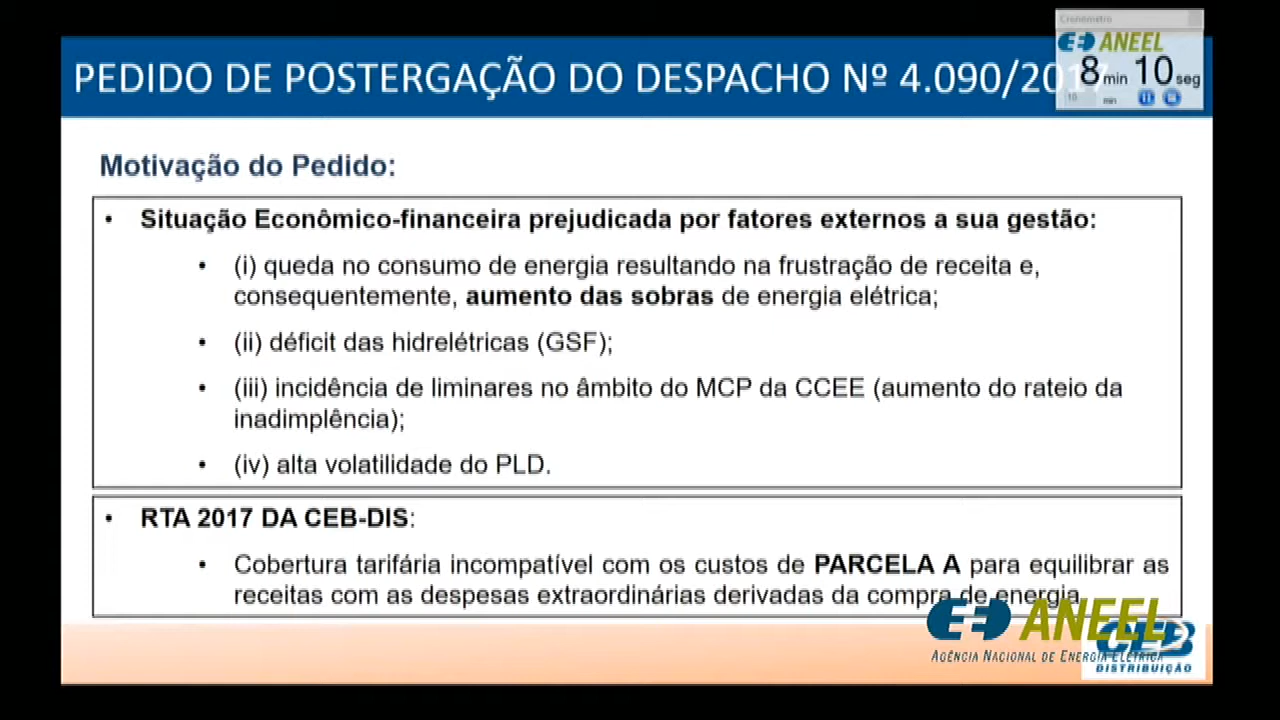 Cronômetro
ANEEL
8 min 10 seg
10 min
PEDIDO DE POSTERGAÇÃO DO DESPACHO Nº 4.090/2017
Motivação do Pedido:
• Situação Econômico-financeira prejudicada por fatores externos a sua gestão:
• (i) queda no consumo de energia resultando na frustração de receita e,
consequentemente, aumento das sobras de energia elétrica;
• (ii) déficit das hidrelétricas (GSF);
• (iii) incidência de liminares no âmbito do MCP da CCEE (aumento do rateio da
inadimplência);
• (iv) alta volatilidade do PLD.
• RTA 2017 DA CEB-DIS:
• Cobertura tarifária incompatível com os custos de PARCELA A para equilibrar as
receitas com as despesas extraordinárias derivadas da compra de energia
ANEEL
AGÊNCIA NACIONAL DE ENERGIA ELÉTRICA
CEB
DISTRIBUIÇÃO